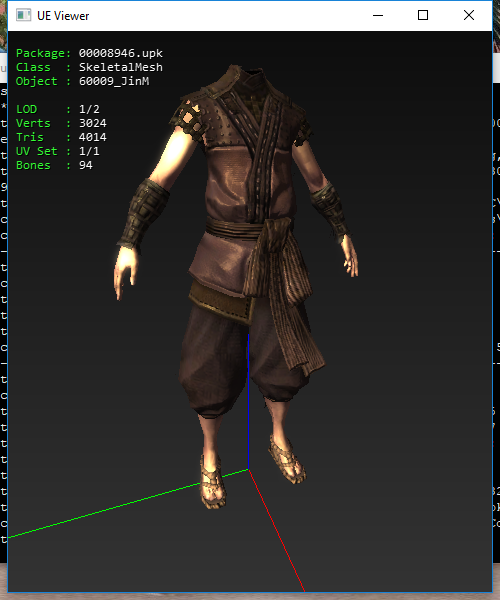 UE Viewer
Package: 00008946.upk
Class : SkeletalMesh
Object : 60009_JinM
LOD : 1/2
Verts : 3024
Tris : 4014
UV Set : 1/1
Bones : 94